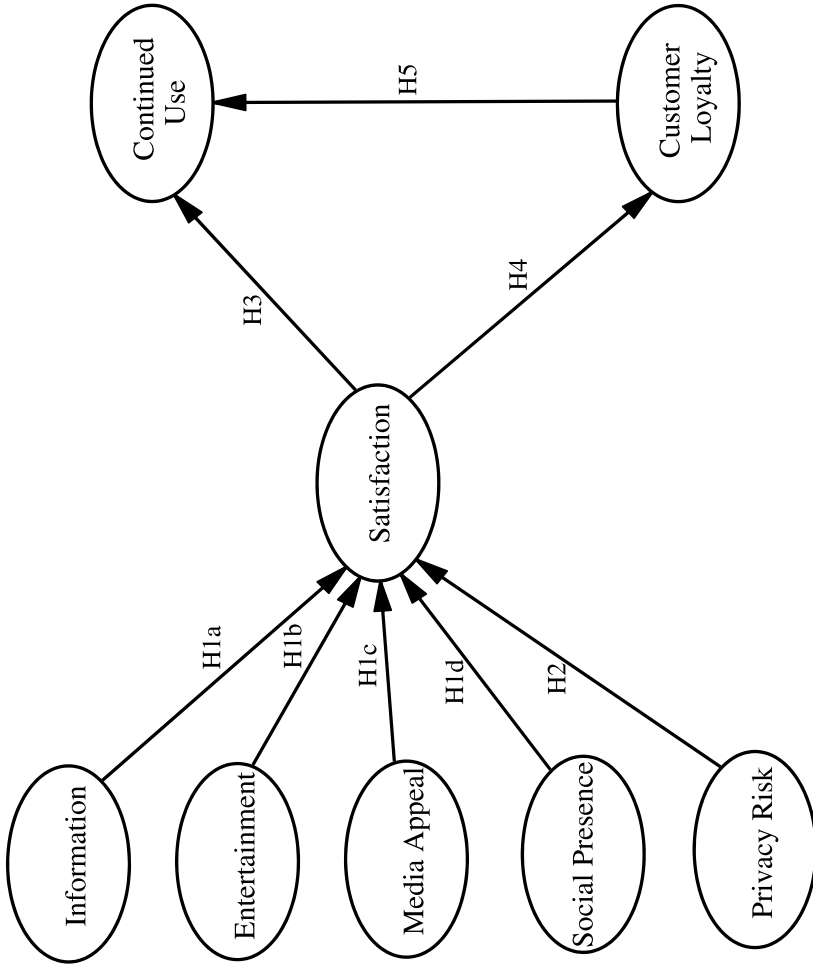 Information
Entertainment
Media Appeal
Social Presence
Privacy Risk
H1a
H1b
H1c
H1d
H2
Satisfaction
H3
H4
Continued
Use
H5
Customer
Loyalty